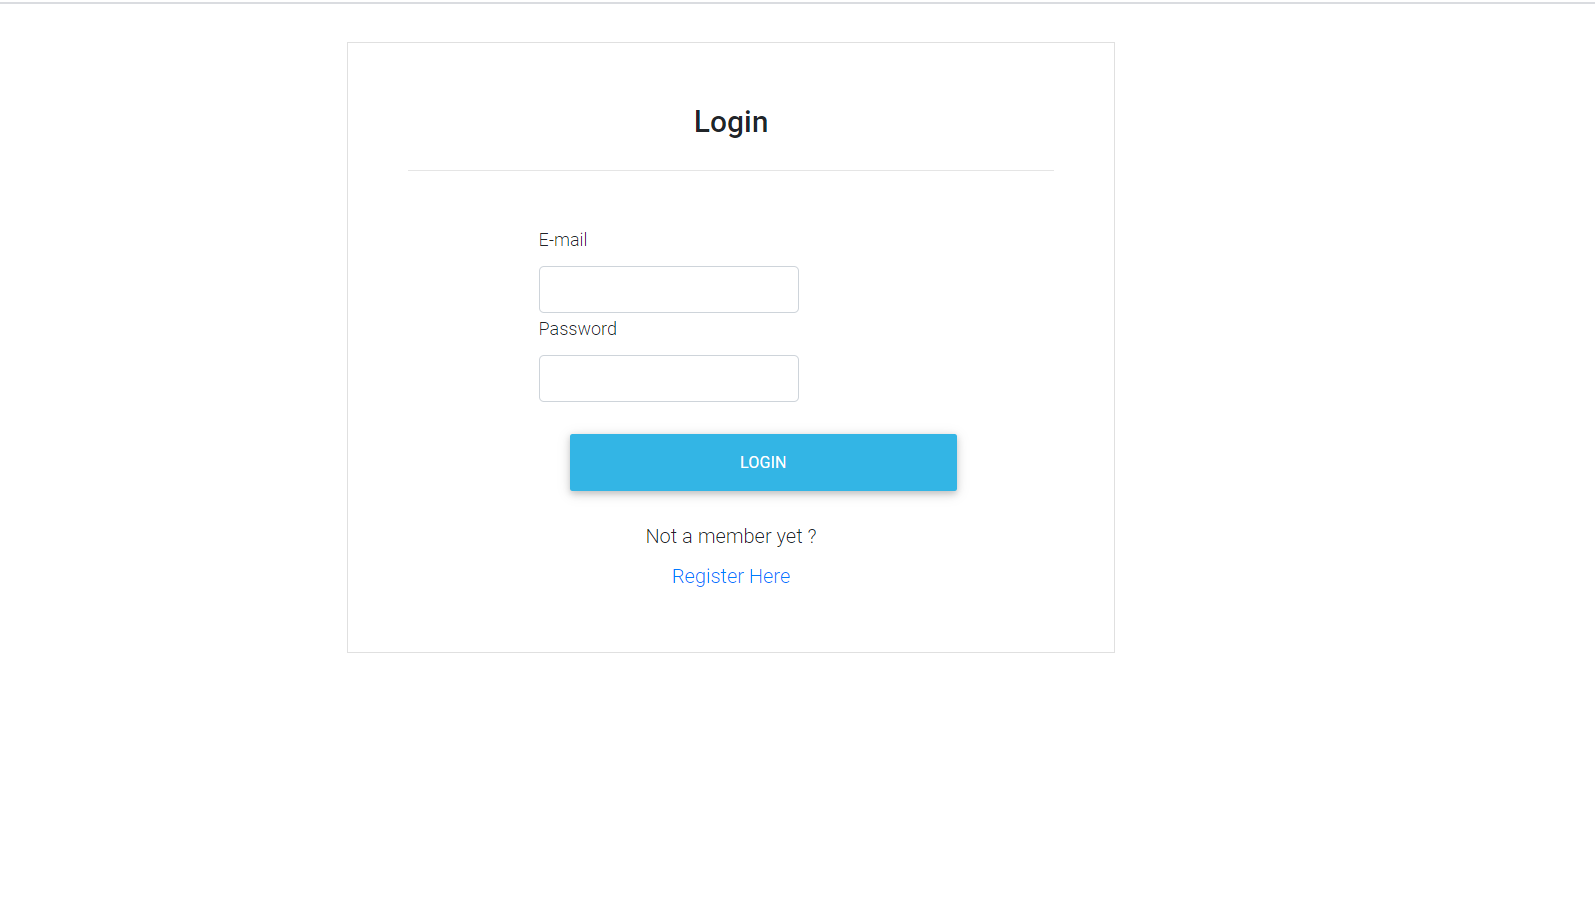 Login
E-mail
Password
LOGIN
Not a member yet ?
Register Here